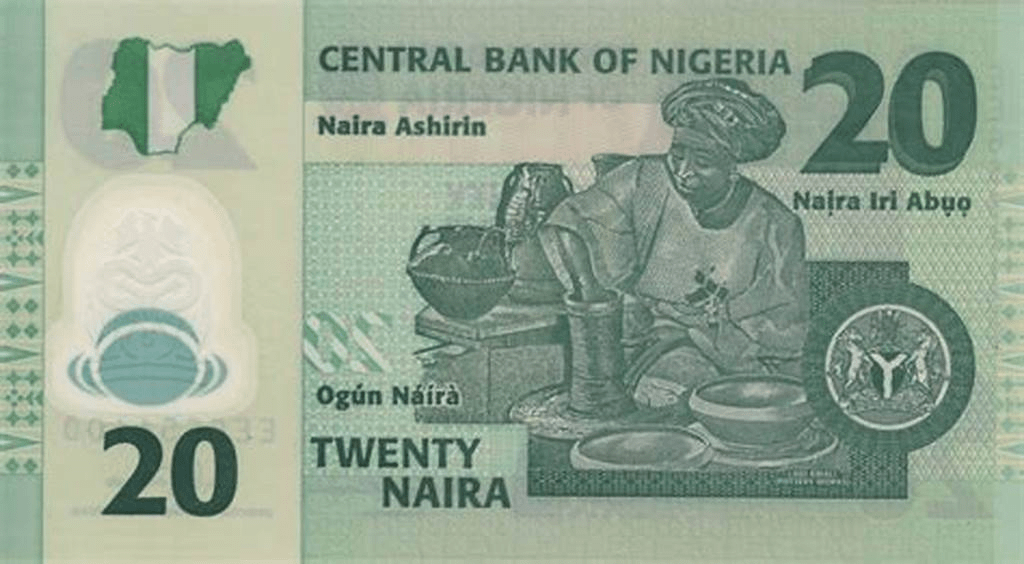 CENTRAL BANK OF NIGERIA
20
Naira Ashirin
Naịra Iri Abụọ
Ogún Náírà
TWENTY
NAIRA
20